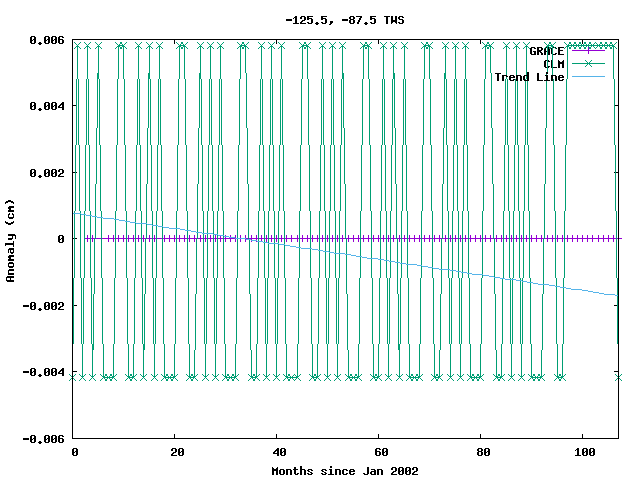 -125.5, -87.5 TWS
0.006
0.004
0.002
0
-0.002
-0.004
-0.006
Anomaly (cm)
GRACE
CLM
Trend Line
0 20 40 60 80 100
Months since Jan 2002